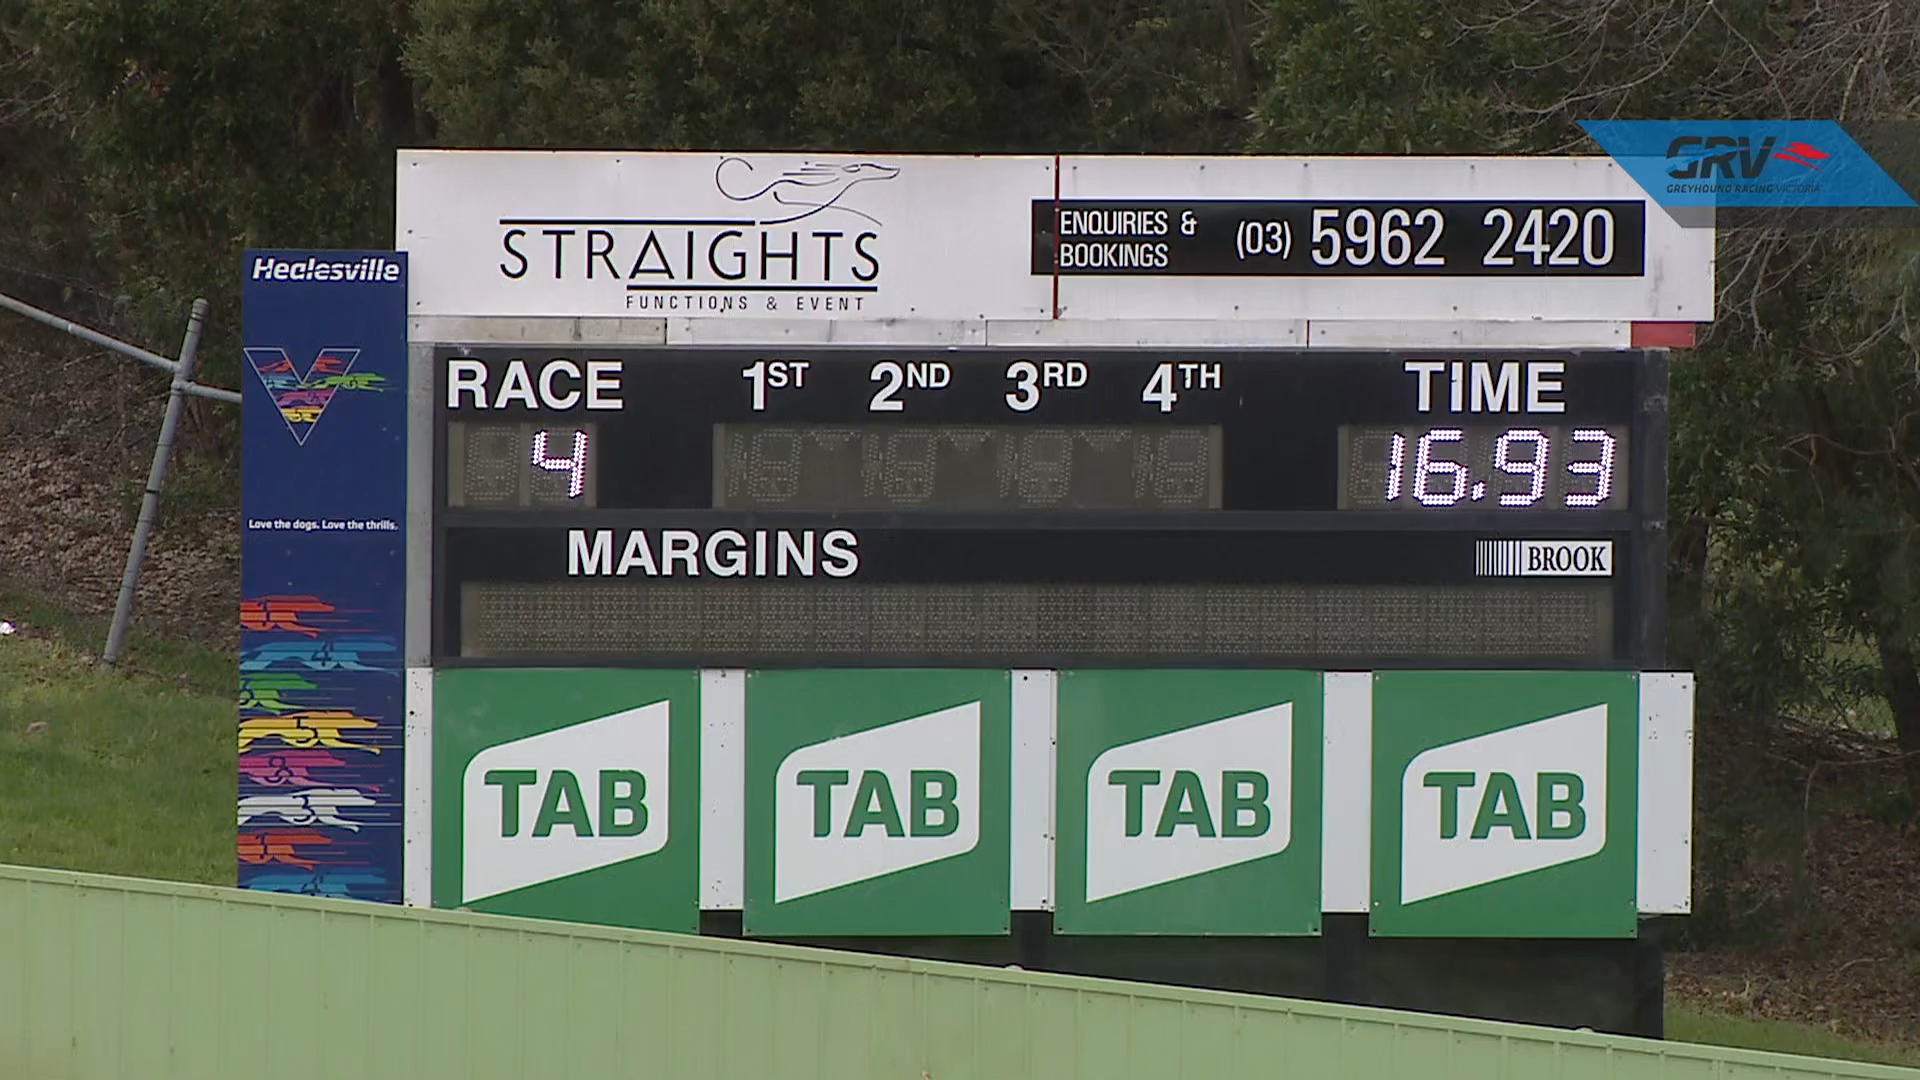 GRV
GREYHOUND RACING VICTORIA
STRAIGHTS
FUNCTIONS & EVENT
ENQUIRIES &
BOOKINGS
(03) 5962 2420
Healesville
Love the dogs. Love the thrills.
RACE 1ST 2ND 3RD 4TH TIME
4 16.93
MARGINS
BROOK
TAB TAB TAB TAB